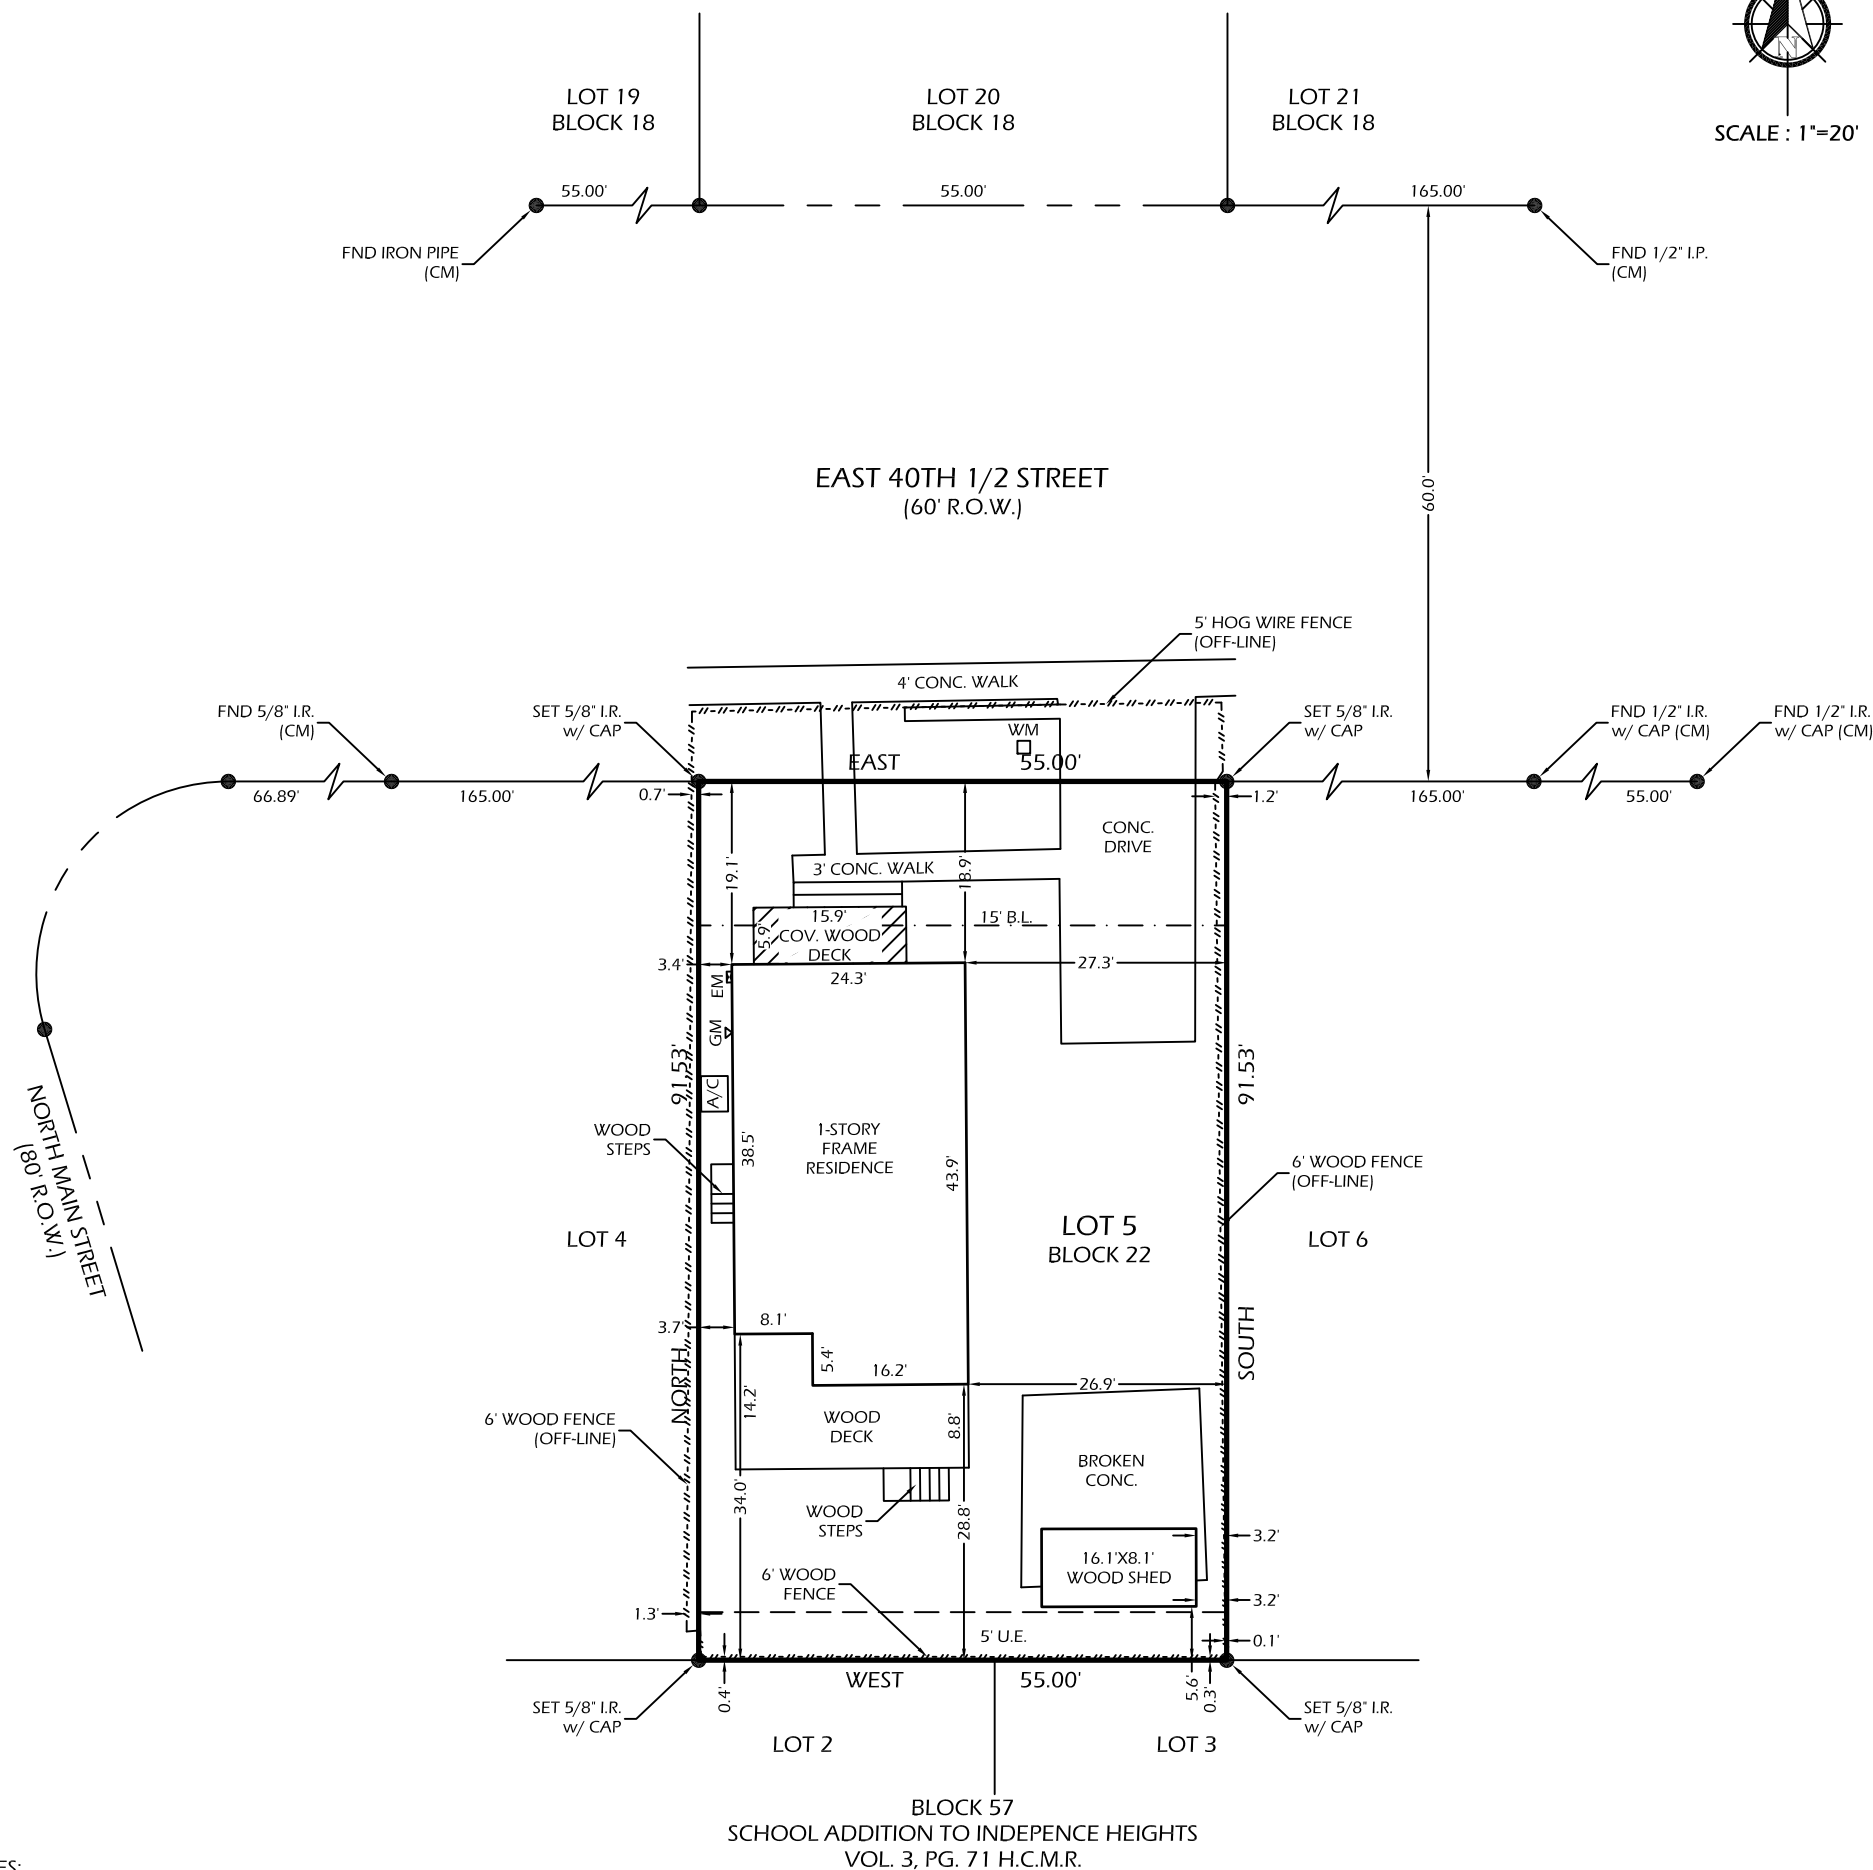 N
SCALE : 1"=20'
LOT 19
BLOCK 18
LOT 20
BLOCK 18
LOT 21
BLOCK 18
55.00'
55.00'
165.00'
FND IRON PIPE
(CM)
FND 1/2" I.P.
(CM)
60.0'
EAST 40TH 1/2 STREET
(60' R.O.W.)
5' HOG WIRE FENCE
(OFF-LINE)
4' CONC. WALK
FND 5/8" I.R.
(CM)
SET 5/8" I.R.
w/ CAP
WM
SET 5/8" I.R.
w/ CAP
FND 1/2" I.R.
w/ CAP (CM)
FND 1/2" I.R.
w/ CAP (CM)
EAST 55.00'
66.89'
165.00'
0.7'
1.2'
165.00'
55.00'
CONC.
DRIVE
19.1'
3' CONC. WALK
18.9'
15.9'
5.9'
COV. WOOD
DECK
15' B.L.
3.4'
24.3'
27.3'
EM
GM
A/C
91.53'
91.53'
NORTH MAIN STREET
(80' R.O.W.)
WOOD
STEPS
38.5'
1-STORY
FRAME
RESIDENCE
43.9'
6' WOOD FENCE
(OFF-LINE)
LOT 4
LOT 5
BLOCK 22
LOT 6
3.7'
8.1'
5.4'
16.2'
NORTH
SOUTH
26.9'
14.2'
WOOD
DECK
8.8'
6' WOOD FENCE
(OFF-LINE)
BROKEN
CONC.
34.0'
WOOD
STEPS
28.8'
3.2'
16.1'X8.1'
WOOD SHED
6' WOOD
FENCE
3.2'
1.3'
5' U.E.
0.1'
WEST 55.00'
0.4'
5.6'
0.3'
SET 5/8" I.R.
w/ CAP
SET 5/8" I.R.
w/ CAP
LOT 2
LOT 3
BLOCK 57
SCHOOL ADDITION TO INDEPENCE HEIGHTS
VOL. 3, PG. 71 H.C.M.R.